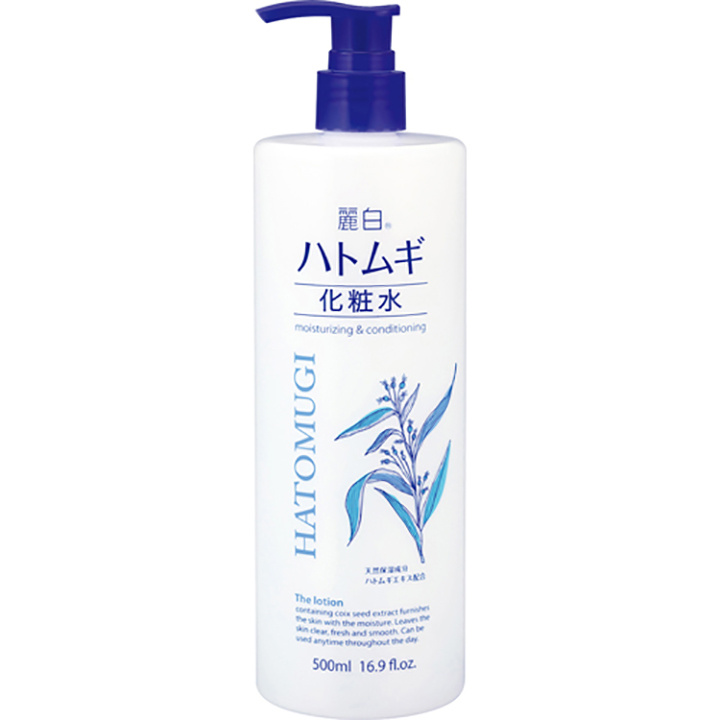 麗白®
ハトムギ
化粧水
moisturizing & conditioning
HATOMUGI
天然保湿成分
ハトムギエキス配合
The lotion
containing coix seed extract furnishes
the skin with the moisture. Leaves the
skin clear, fresh and smooth. Can be
used anytime throughout the day.
500ml 16.9 fl.oz.